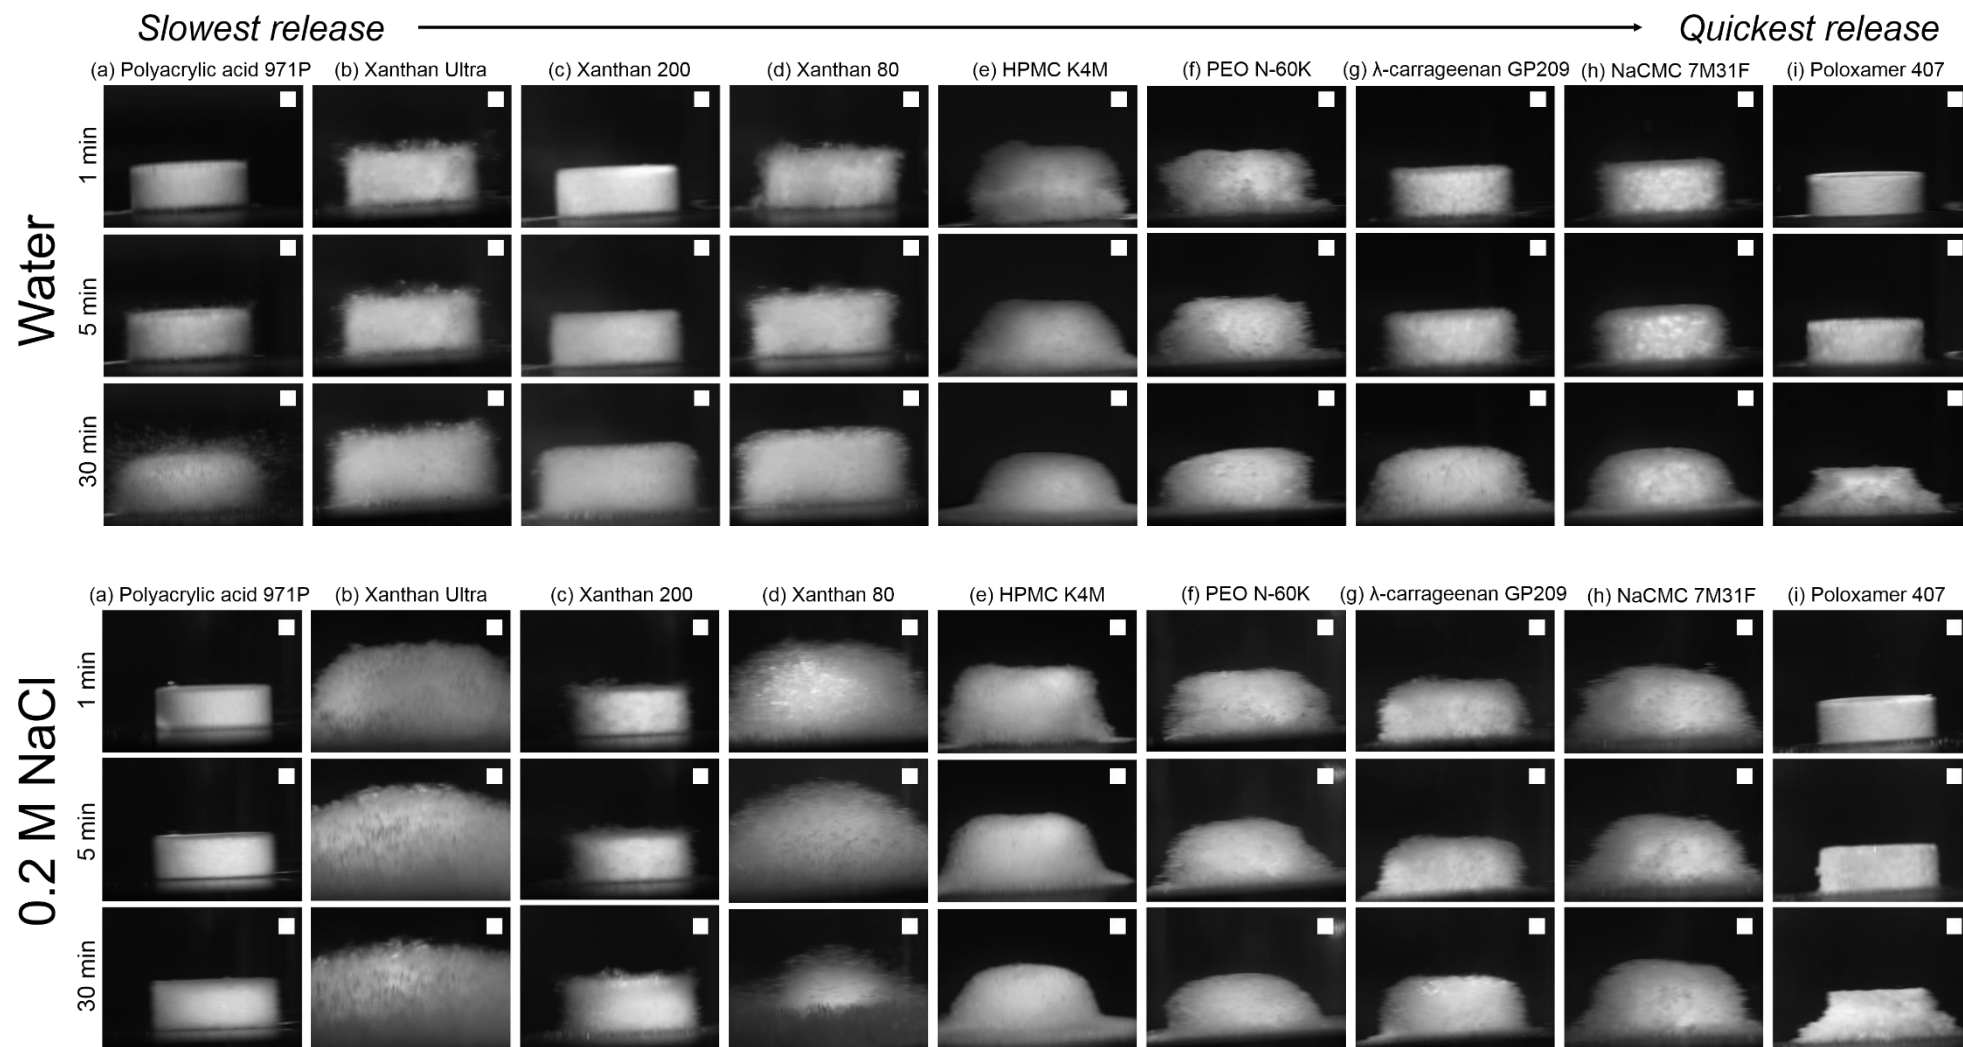 Slowest release
Quickest release
(a) Polyacrylic acid 971P
(b) Xanthan Ultra
(c) Xanthan 200
(d) Xanthan 80
(e) HPMC K4M
(f) PEO N-60K
(g) λ-carrageenan GP209
(h) NaCMC 7M31F
(i) Poloxamer 407
Water
1 min
5 min
30 min
(a) Polyacrylic acid 971P
(b) Xanthan Ultra
(c) Xanthan 200
(d) Xanthan 80
(e) HPMC K4M
(f) PEO N-60K
(g) λ-carrageenan GP209
(h) NaCMC 7M31F
(i) Poloxamer 407
0.2 M NaCl
1 min
5 min
30 min